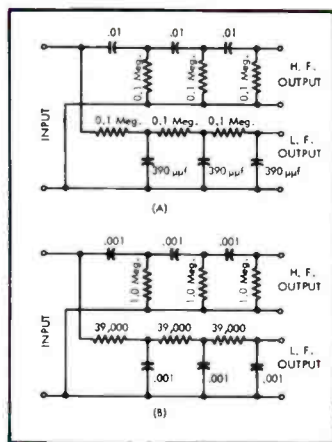 .01 .01 .01
0.1 Meg. 0.1 Meg. 0.1 Meg.
H. F.
OUTPUT
INPUT
0.1 Meg. 0.1 Meg. 0.1 Meg.
L. F.
OUTPUT
390 μμf 390 μμf 390 μμf
(A)
.001 .001 .001
1.0 Meg. 1.0 Meg. 1.0 Meg.
H. F.
OUTPUT
INPUT
39,000 39,000 39,000
L. F.
OUTPUT
.001 .001 .001
(B)